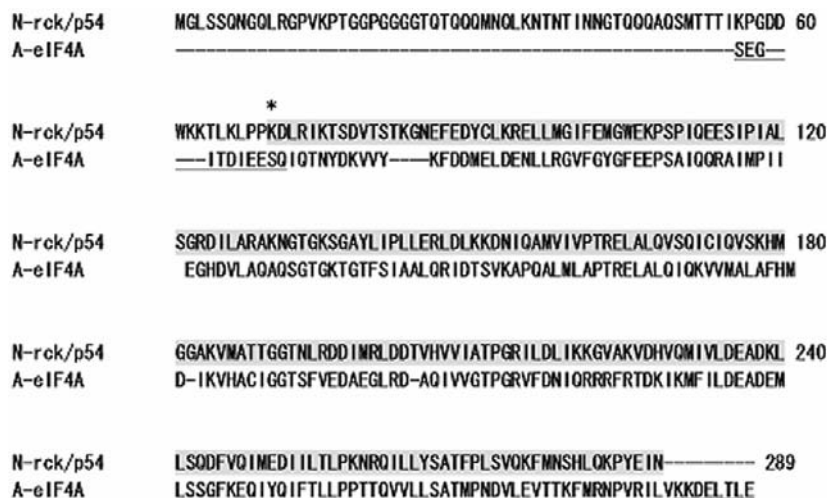 N-rck/p54 MGLSSQNGQLRGPVKPTGGPGGGGTQTQQQMNQLKNTNTINNGTQQQAQSMTTTIKPGDD 60
A-eIF4A -------------------------------------------------------SEG--
*
N-rck/p54 WKKTLKLPPKDLRIKTSDVTSTKGNEFEDYCLKRELLMGIFEMGWEKPSPIQEESIPIAL 120
A-eIF4A ---ITDIEESQIQTNYDKVVY----KFDDMELDENLLRGVFGYGFEEPSAIQQRAIMPII
N-rck/p54 SGRDILARAKNGTGKSGAYLIPLLERLDLKKDNIQAMVIVPTRELALQVSQICIQVSKHM 180
A-eIF4A EGHDVLAQAQSGTGKTGTFSIAALQRIDTSVKAPQALMLAPTRELALQIQKVVMALAFHM
N-rck/p54 GGAKVMATTGGTNLRDDIMRLDDTVHVVIATPGRILDLIKKGVAKVDHVQMIVLDEADKL 240
A-eIF4A D-IKVHACIGGTSFVEDAEGLRD-AQIVVGTPGRVFDNIQRRRFRTDKIKMFILDEADEM
N-rck/p54 LSQDFVQIMEDIILTLPKNRQILLYSATFPLSVQKFMNSHLQKPYEIN----------- 289
A-eIF4A LSSGFKEQIYQIFTLLPPTTQVVLLSATMPNDVLEVTTKFMRNPVRILVKKDELTLE